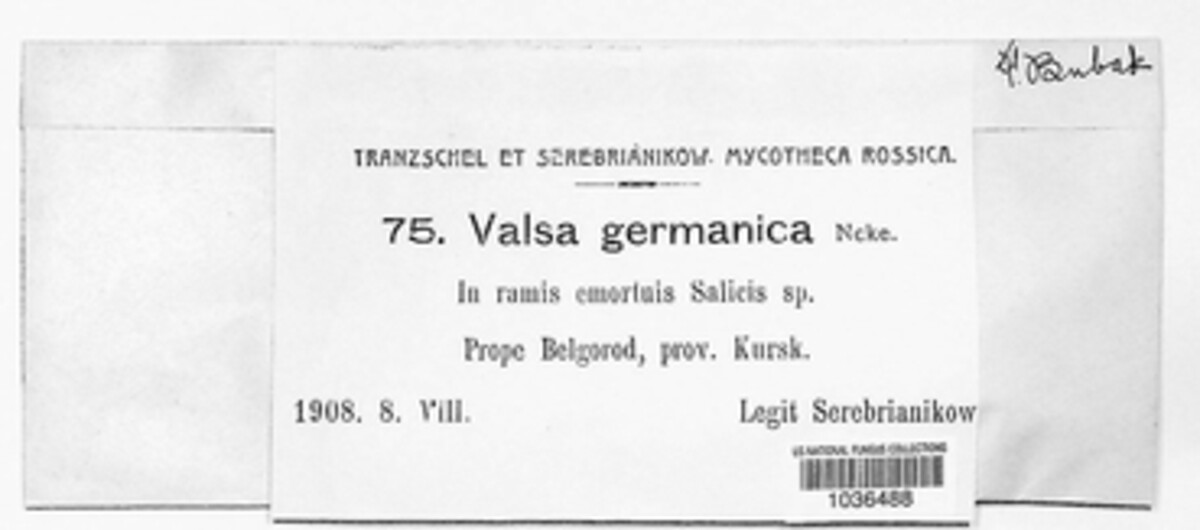 Bubak
TRANZSCHEL ET SEREBRIANIKOW. MYCOTHECA ROSSICA.
75. Valsa germanica Ncke.
In ramis emortuis Salicis sp.
Prope Belgorod, prov. Kursk.
1908. 8. VIII. Legit Serebrianikow
US NATIONAL FUNGUS COLLECTIONS
1036488